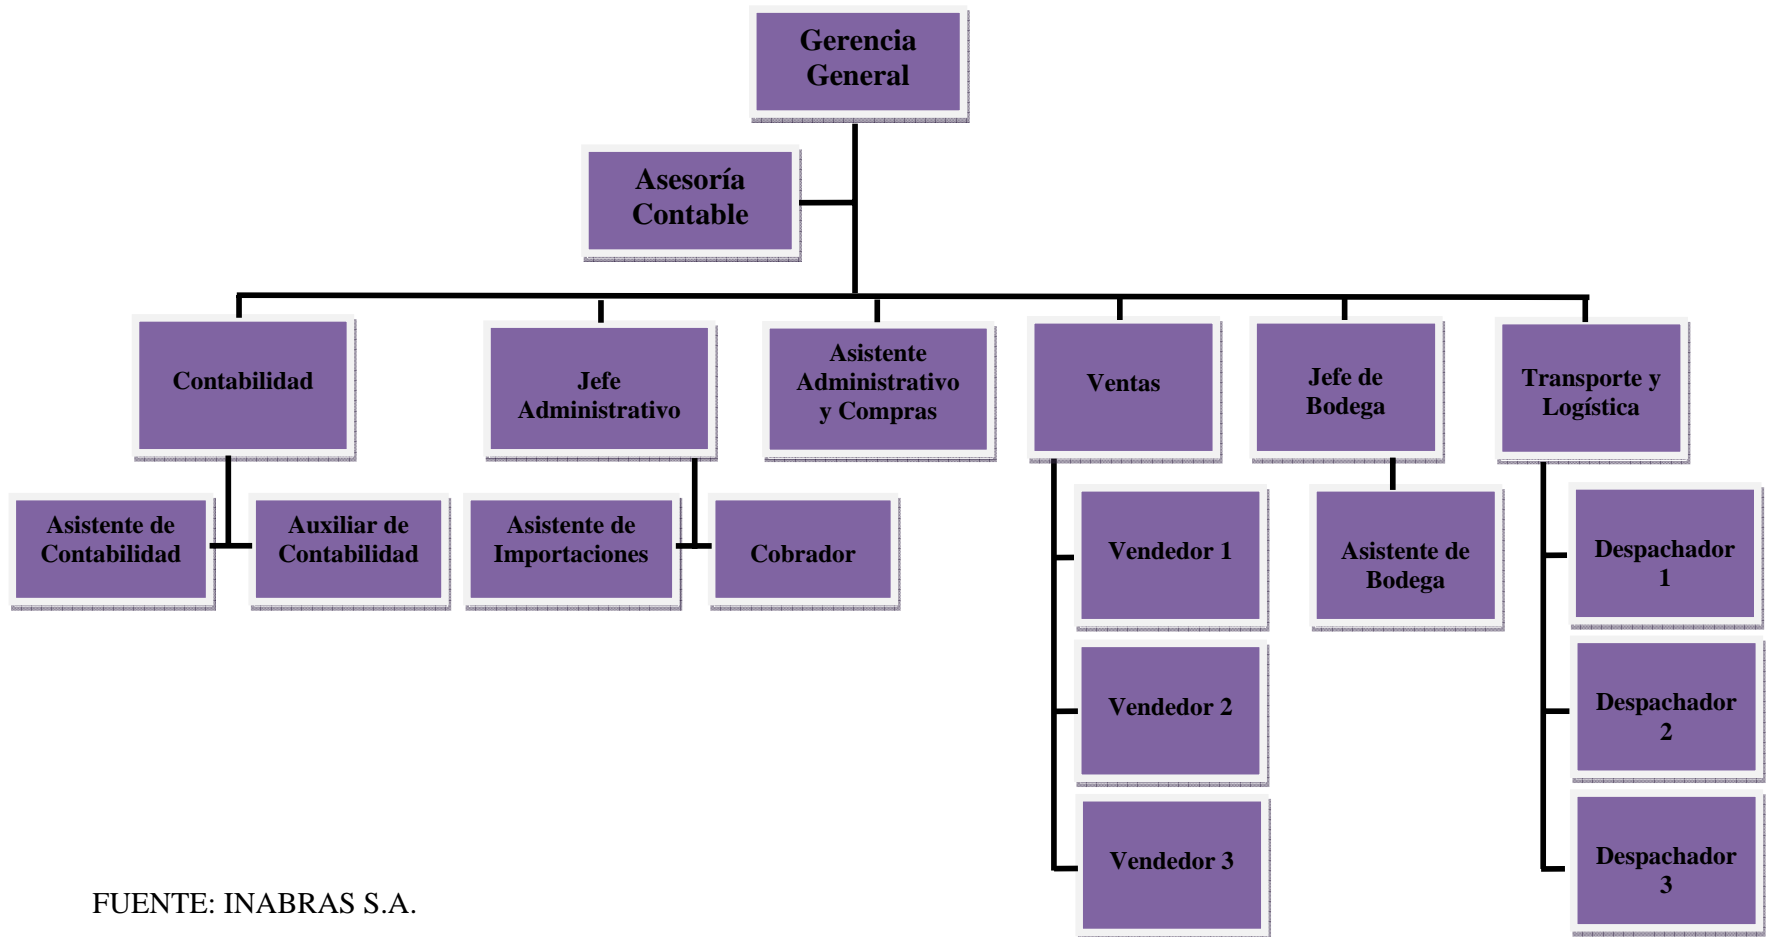 Gerencia
General
Asesoría
Contable
Contabilidad
Jefe
Administrativo
Asistente
Administrativo
y Compras
Ventas
Jefe de
Bodega
Transporte y
Logística
Asistente de
Contabilidad
Auxiliar de
Contabilidad
Asistente de
Importaciones
Cobrador
Vendedor 1
Vendedor 2
Vendedor 3
Asistente de
Bodega
Despachador
1
Despachador
2
Despachador
3
FUENTE: INABRAS S.A.